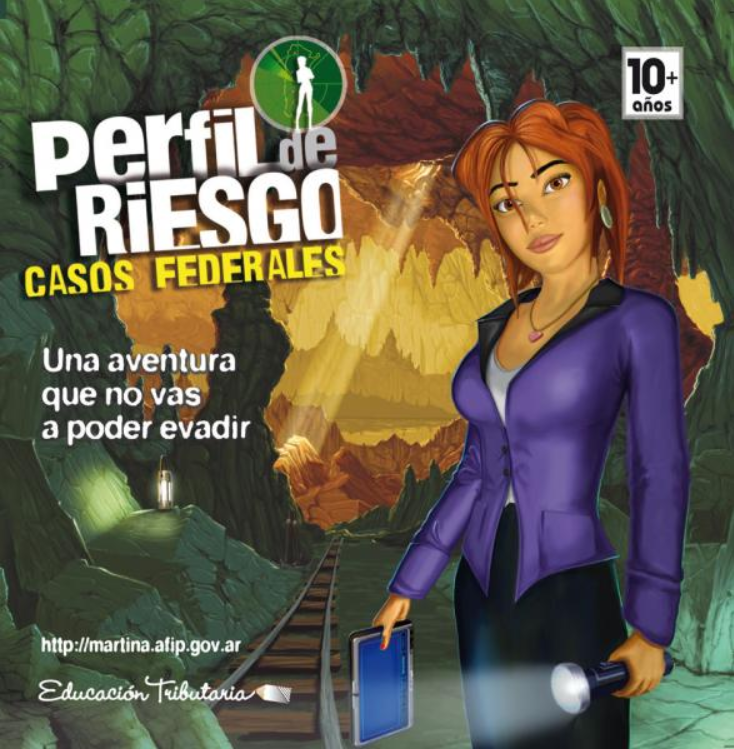 10+
años
Perfil de
RiESGO
CASOS FEDERALES
Una aventura
que no vas
a poder evadir
http://martina.afip.gov.ar
Educación Tributaria